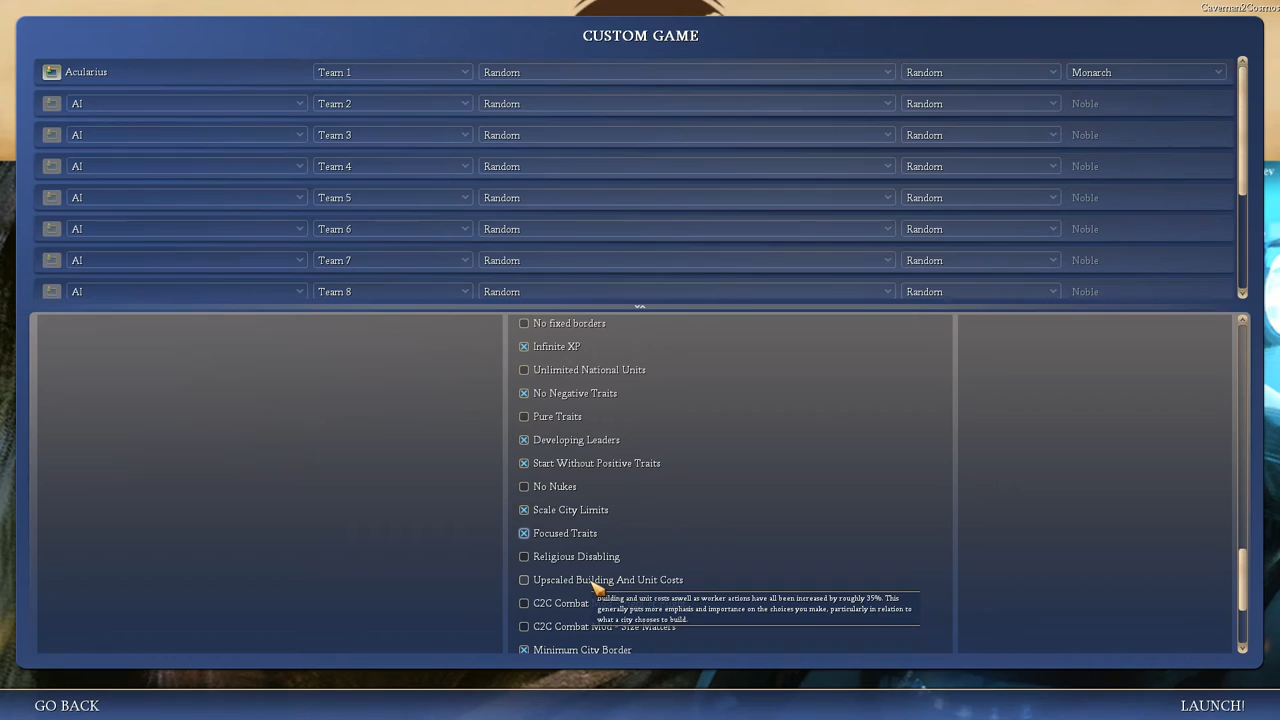 Caveman2Cosmos
CUSTOM GAME
Acularius Team 1 Random Random Monarch
AI Team 2 Random Random Noble
AI Team 3 Random Random Noble
AI Team 4 Random Random Noble
AI Team 5 Random Random Noble
AI Team 6 Random Random Noble
AI Team 7 Random Random Noble
AI Team 8 Random Random Noble
No fixed borders
Infinite XP
Unlimited National Units
No Negative Traits
Pure Traits
Developing Leaders
Start Without Positive Traits
No Nukes
Scale City Limits
Focused Traits
Religious Disabling
Upscaled Building And Unit Costs
Building and unit costs aswell as worker actions have all been increased by roughly 35%. This
C2C Combat
generally puts more emphasis and importance on the choices you make, particularly in relation to
what a city chooses to build.
C2C Combat Mod - Size Matters
Minimum City Border
GO BACK
LAUNCH!